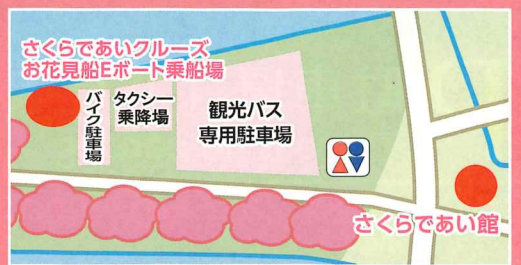 さくらであいクルーズ
お花見船Eボート乗船場
バイク駐車場
タクシー
乗降場
観光バス
専用駐車場
さくらであい館